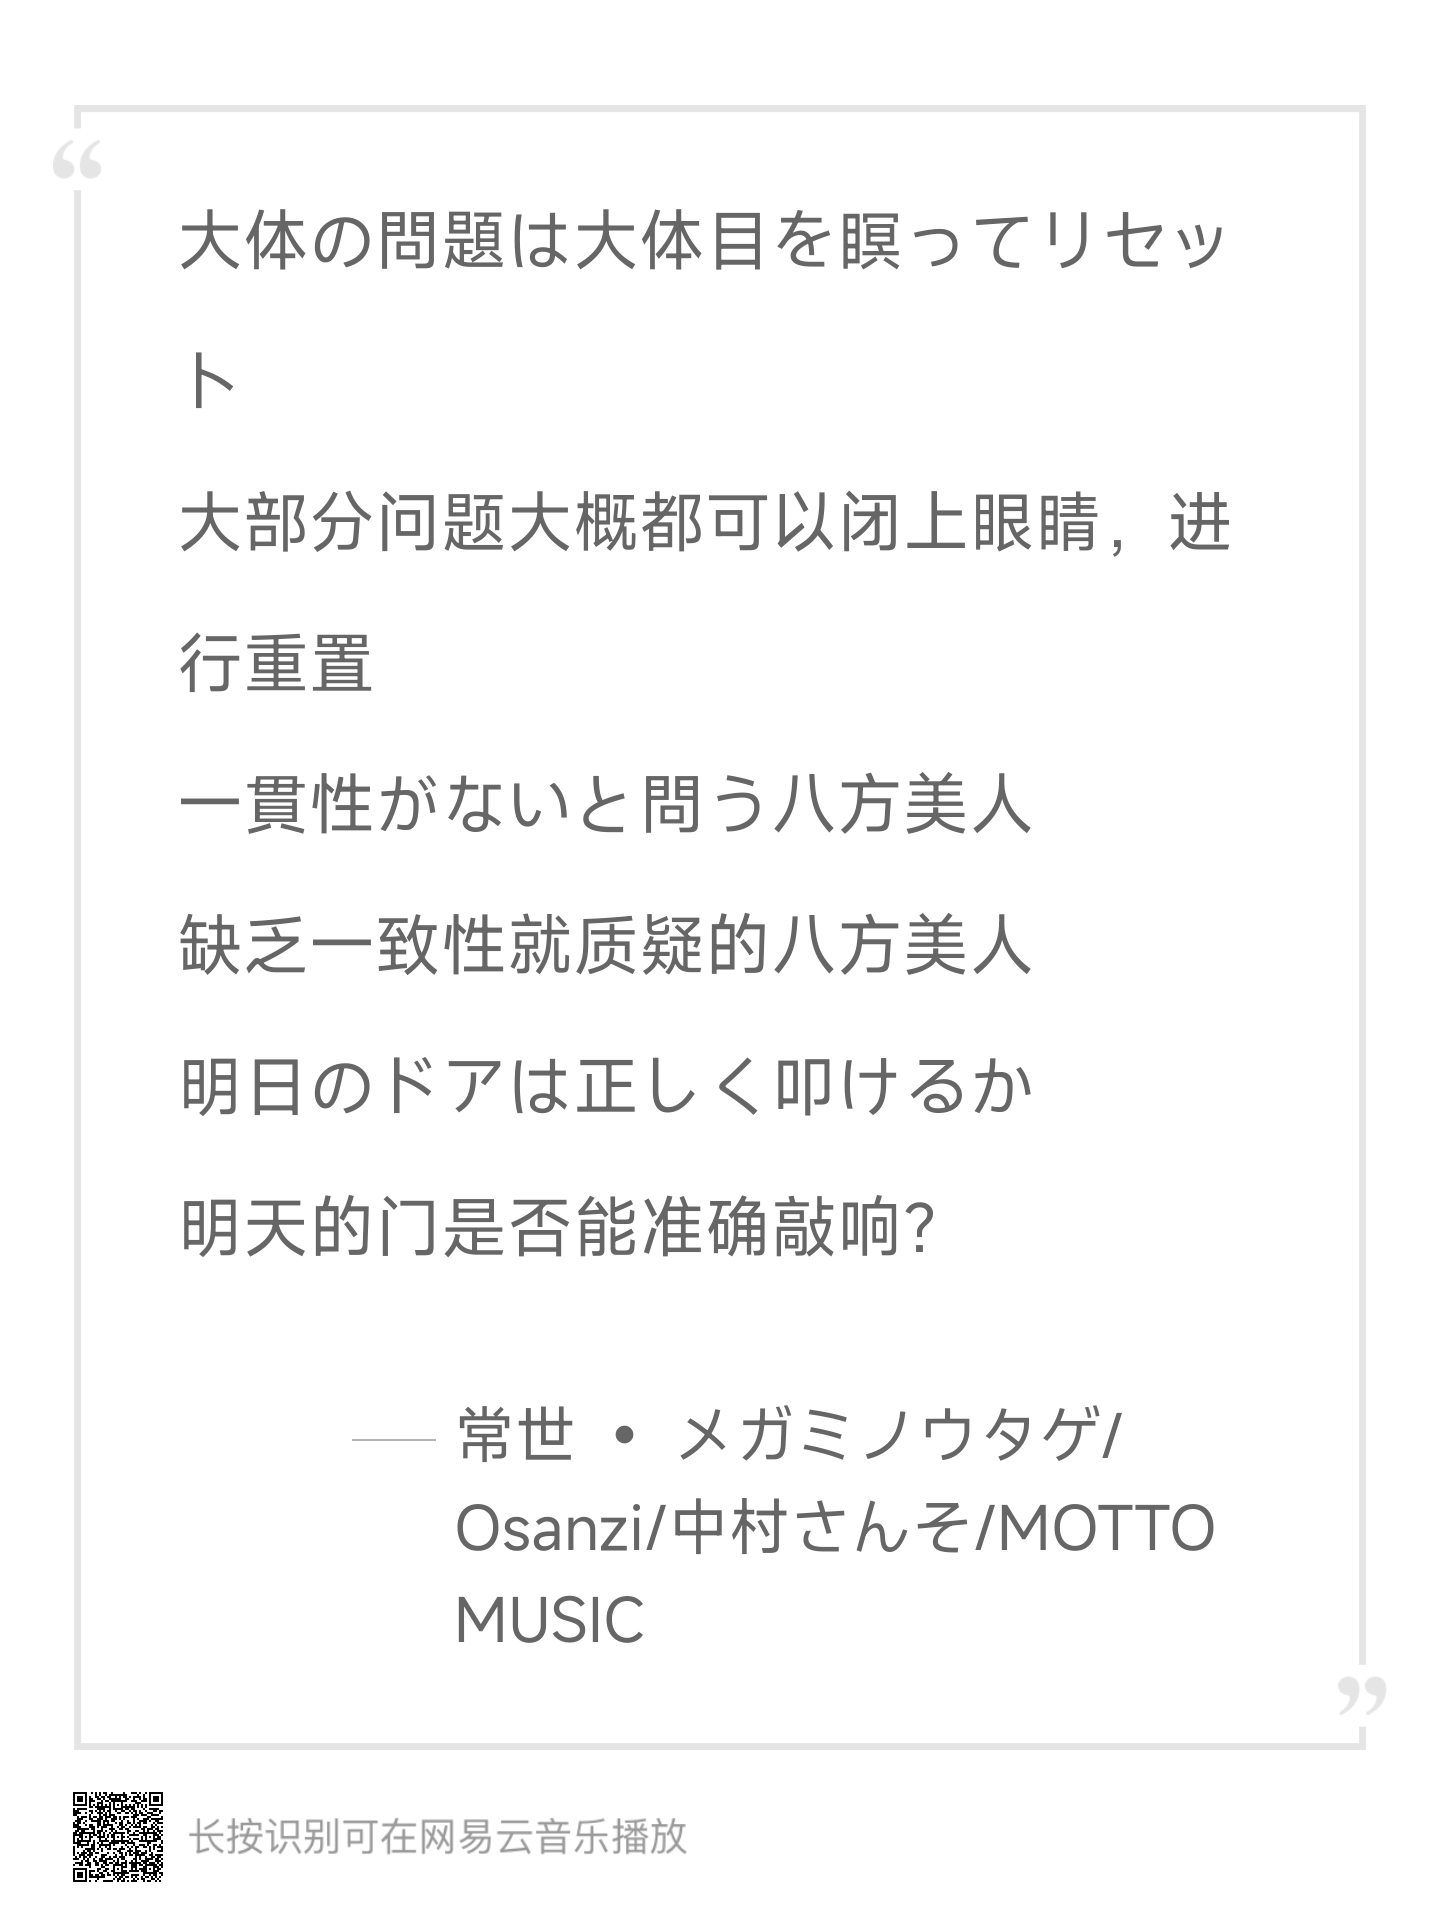 “
大体の問題は大体目を瞑ってリセッ
ト
大部分问题大概都可以闭上眼睛，进
行重置
一貫性がないと問う八方美人
缺乏一致性就质疑的八方美人
明日のドアは正しく叩けるか
明天的门是否能准确敲响？
—— 常世 • メガミノウタゲ/
Osanzi/中村さんそ/MOTTO
MUSIC
”
长按识别可在网易云音乐播放